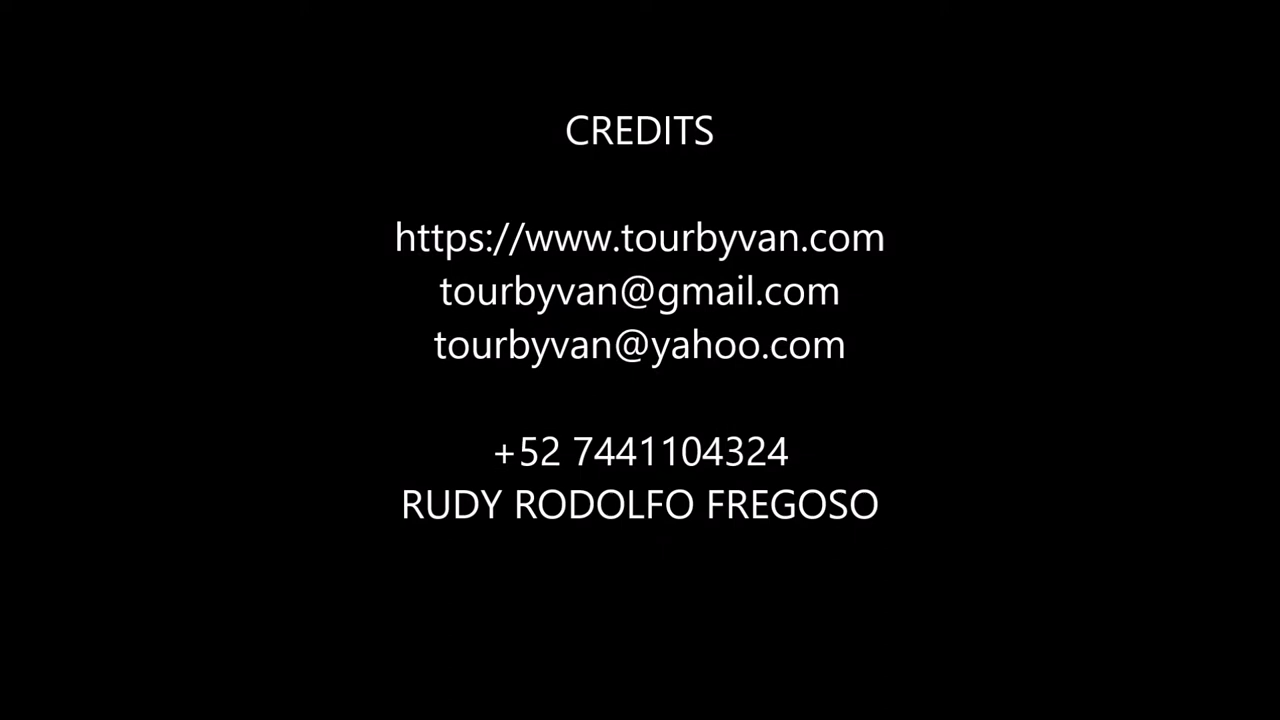 CREDITS
https://www.tourbyvan.com
tourbyvan@gmail.com
tourbyvan@yahoo.com
+52 7441104324
RUDY RODOLFO FREGOSO